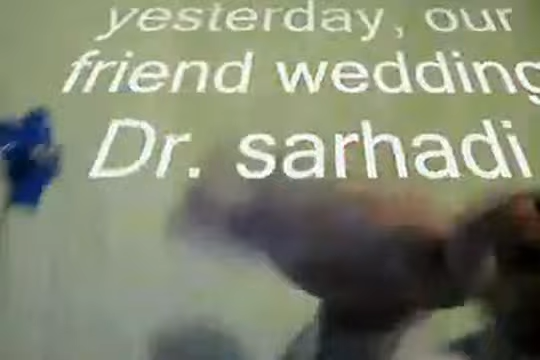 yesterday, our
friend wedding
Dr. sarhadi